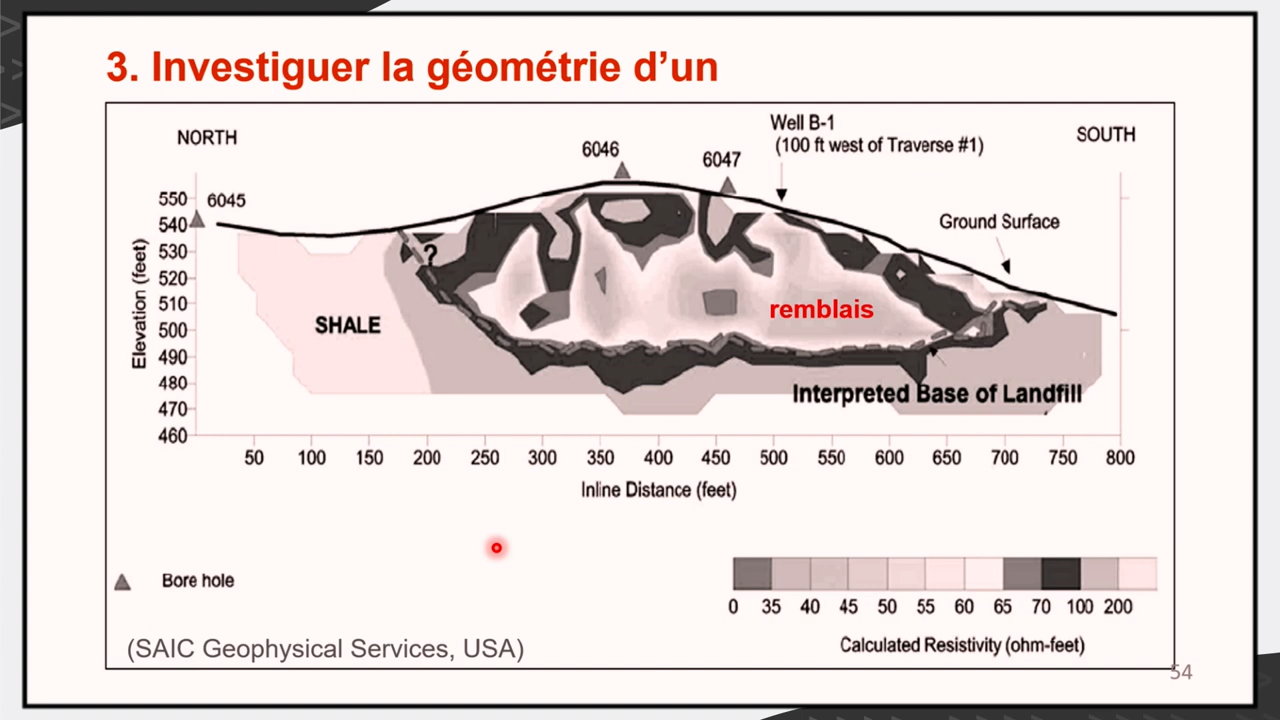 3. Investiguer la géométrie d'un
NORTH
Well B-1
(100 ft west of Traverse #1)
SOUTH
6046
6047
6045
Ground Surface
Elevation (feet)
550
540
530
520
510
500
490
480
470
460
?
SHALE
remblais
Interpreted Base of Landfill
50 100 150 200 250 300 350 400 450 500 550 600 650 700 750 800
Inline Distance (feet)
Bore hole
0 35 40 45 50 55 60 65 70 100 200
Calculated Resistivity (ohm-feet)
(SAIC Geophysical Services, USA)
54